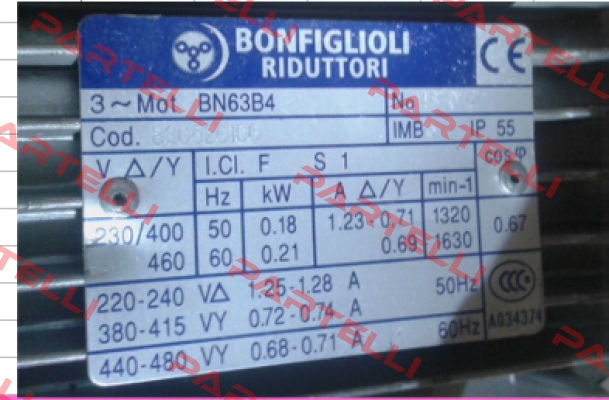 BONFIGLIOLI
RIDUTTORI
CE
3 ~ Mot. BN63B4 No
Cod. IMB IP 55
V Δ/Y I.Cl. F S 1 cos φ
Hz kW A Δ/Y min-1
230/400 50 0.18 1.23-0.71 1320 0.67
460 60 0.21 0.69 1630
220-240 VΔ 1.25-1.28 A 50Hz
CCC
380-415 VY 0.72-0.74 A A034374
440-480 VY 0.68-0.71 A 60Hz
PARTELLI
PARTELLI
PARTELLI
PARTELLI
PARTELLI